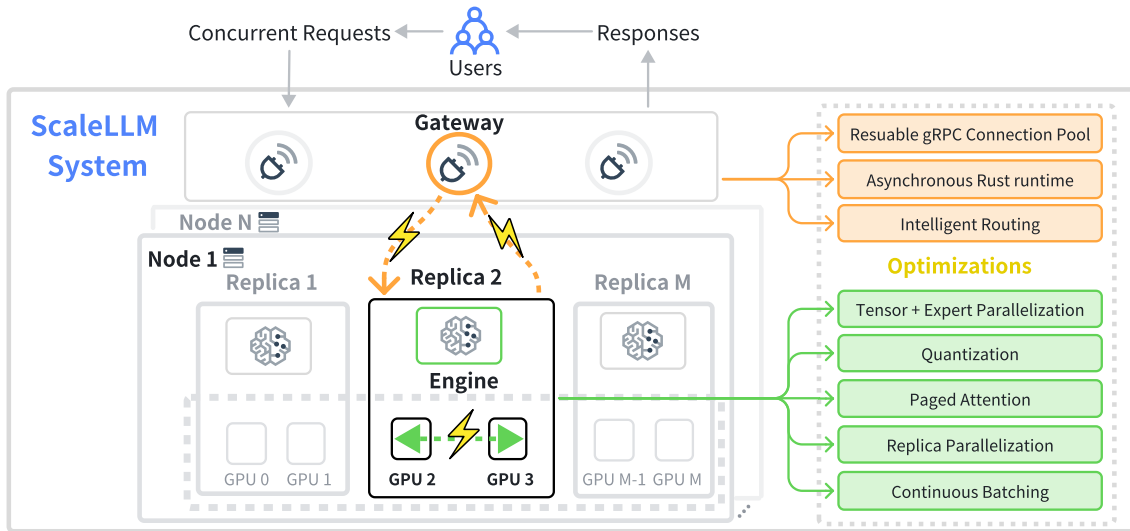 Concurrent Requests
Responses
Users
ScaleLLM
System
Gateway
Node N
Node 1
Replica 1
Replica 2
Replica M
Engine
GPU 0
GPU 1
GPU 2
GPU 3
GPU M-1
GPU M
Resuable gRPC Connection Pool
Asynchronous Rust runtime
Intelligent Routing
Optimizations
Tensor + Expert Parallelization
Quantization
Paged Attention
Replica Parallelization
Continuous Batching